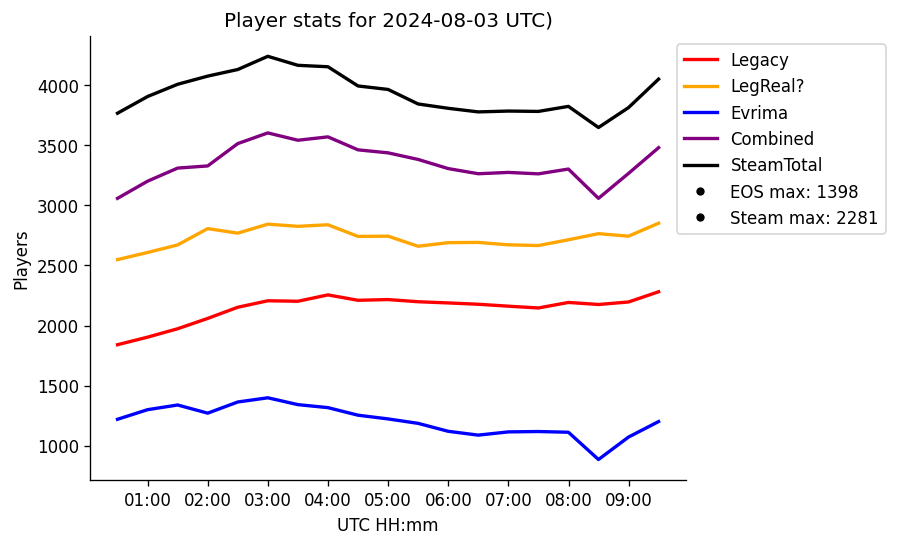 Player stats for 2024-08-03 UTC)
Legacy
LegReal?
Evrima
Combined
SteamTotal
EOS max: 1398
Steam max: 2281
Players
4000
3500
3000
2500
2000
1500
1000
01:00 02:00 03:00 04:00 05:00 06:00 07:00 08:00 09:00
UTC HH:mm